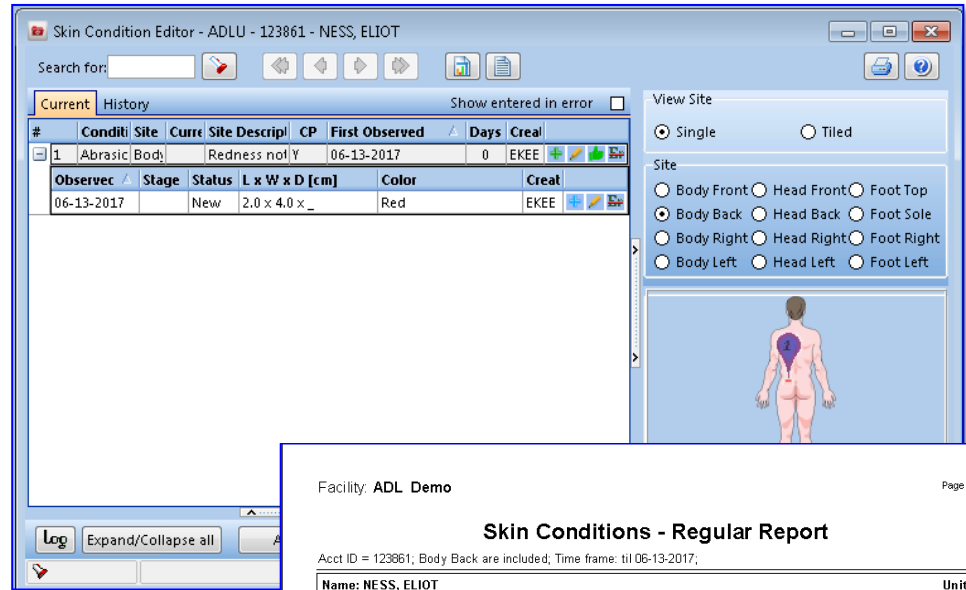 Skin Condition Editor - ADLU - 123861 - NESS, ELIOT
Search for:
Current History Show entered in error
# Conditi Site Curre Site Descripl CP First Observed Days Creal
1 Abrasic Body Redness not Y 06-13-2017 0 EKEE
Observec Stage Status L x W x D [cm] Color Creat
06-13-2017 New 2.0 x 4.0 x _ Red EKEE
Log Expand/Collapse all A
View Site
Single Tiled
Site
Body Front Head Front Foot Top
Body Back Head Back Foot Sole
Body Right Head Right Foot Right
Body Left Head Left Foot Left
Facility: ADL Demo Page
Skin Conditions - Regular Report
Acct ID = 123861; Body Back are included; Time frame: til 06-13-2017;
Name: NESS, ELIOT Unit